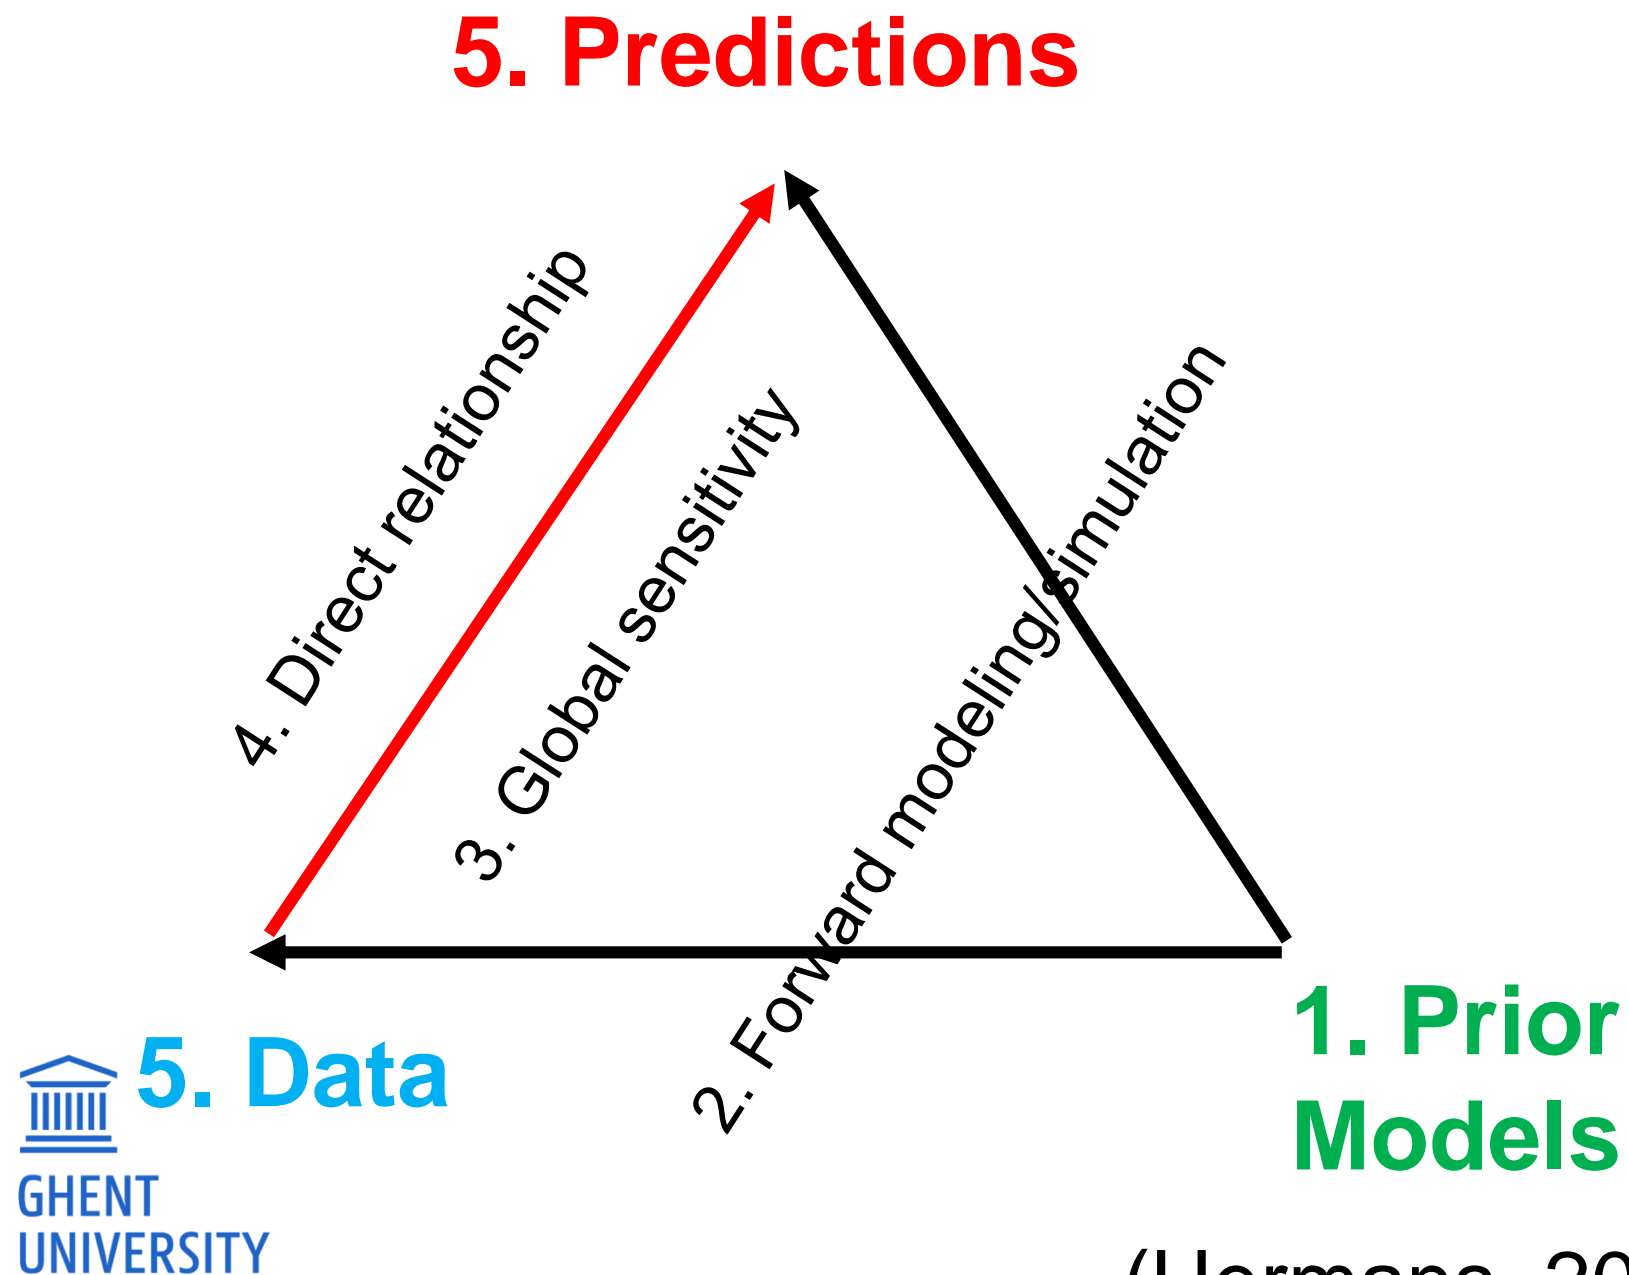 5. Predictions
4. Direct relationship
3. Global sensitivity
2. Forward modeling/simulation
5. Data
1. Prior
Models
GHENT
UNIVERSITY